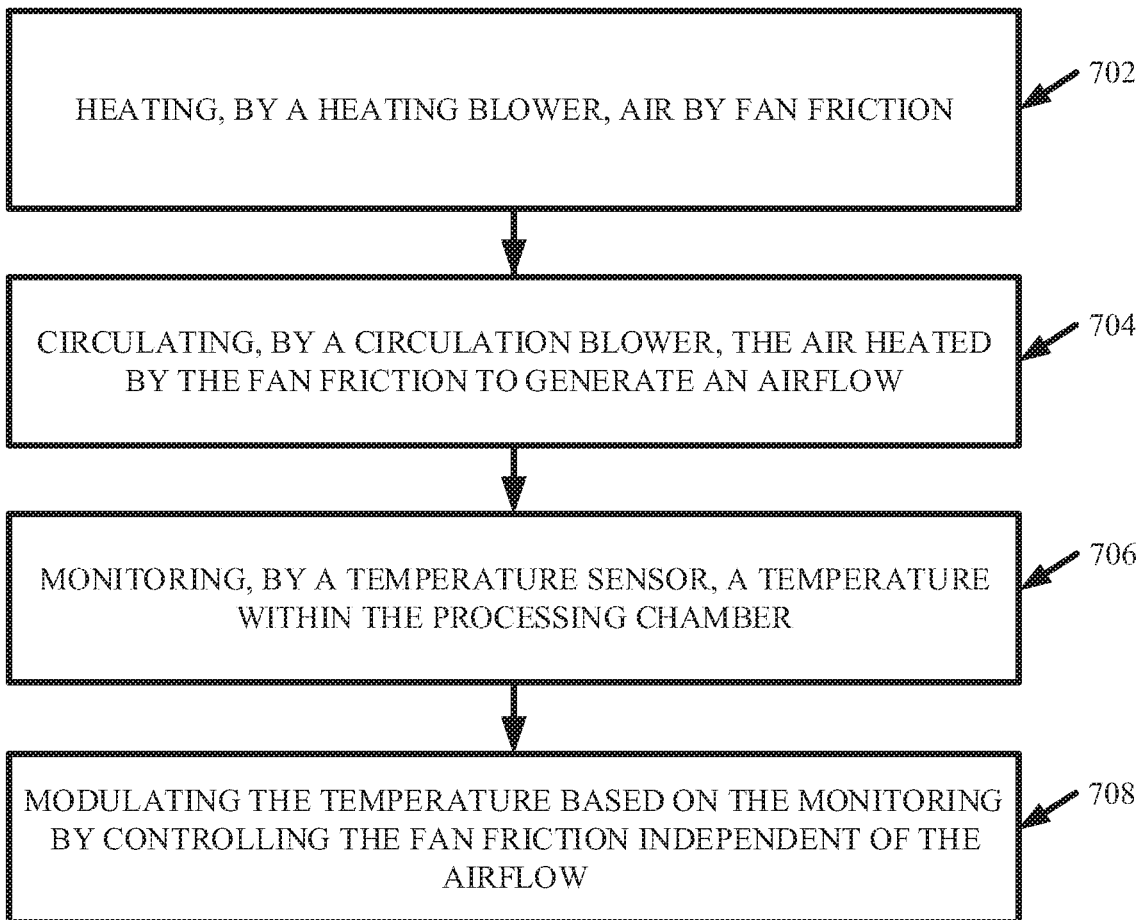 HEATING, BY A HEATING BLOWER, AIR BY FAN FRICTION
702
CIRCULATING, BY A CIRCULATION BLOWER, THE AIR HEATED
BY THE FAN FRICTION TO GENERATE AN AIRFLOW
704
MONITORING, BY A TEMPERATURE SENSOR, A TEMPERATURE
WITHIN THE PROCESSING CHAMBER
706
MODULATING THE TEMPERATURE BASED ON THE MONITORING
BY CONTROLLING THE FAN FRICTION INDEPENDENT OF THE
AIRFLOW
708